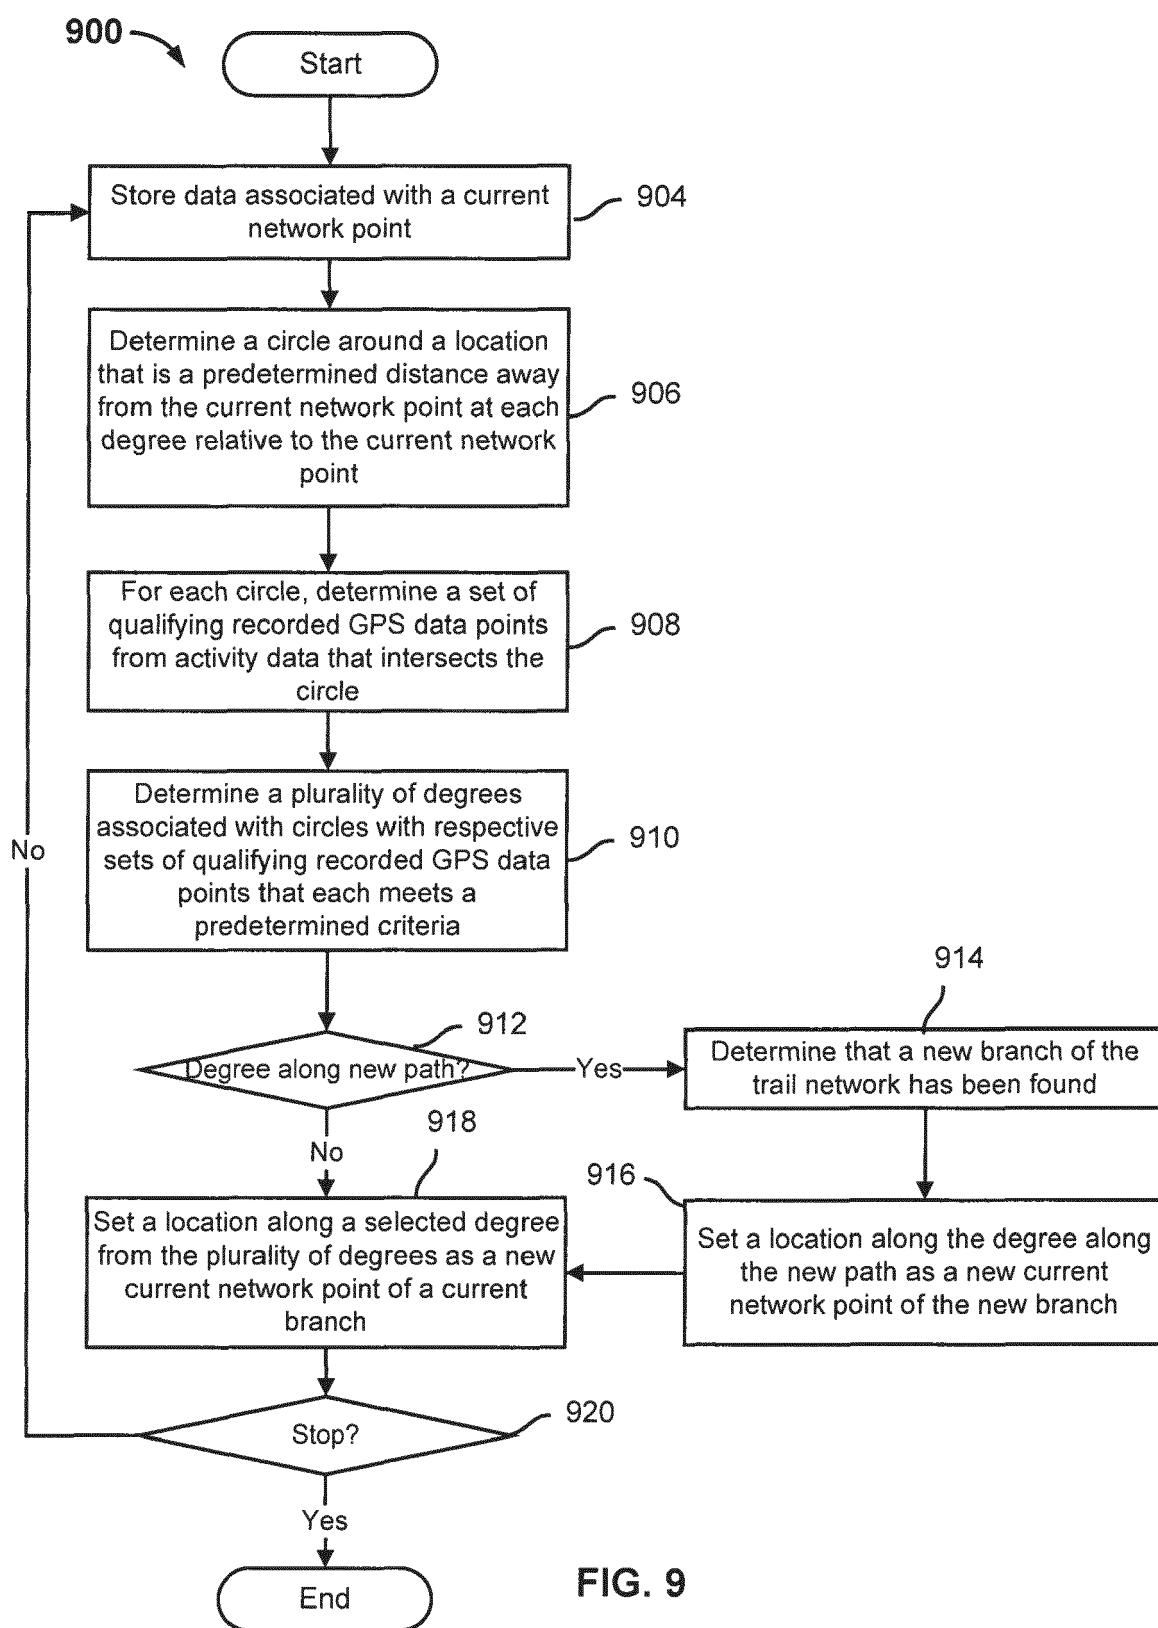 900
Start
Store data associated with a current
network point
904
Determine a circle around a location
that is a predetermined distance away
from the current network point at each
degree relative to the current network
point
906
For each circle, determine a set of
qualifying recorded GPS data points
from activity data that intersects the
circle
908
Determine a plurality of degrees
associated with circles with respective
sets of qualifying recorded GPS data
points that each meets a
predetermined criteria
910
No
912
Degree along new path?
Yes
914
Determine that a new branch of the
trail network has been found
No
918
916
Set a location along a selected degree
from the plurality of degrees as a new
current network point of a current
branch
Set a location along the degree along
the new path as a new current
network point of the new branch
Stop?
920
Yes
End
FIG. 9